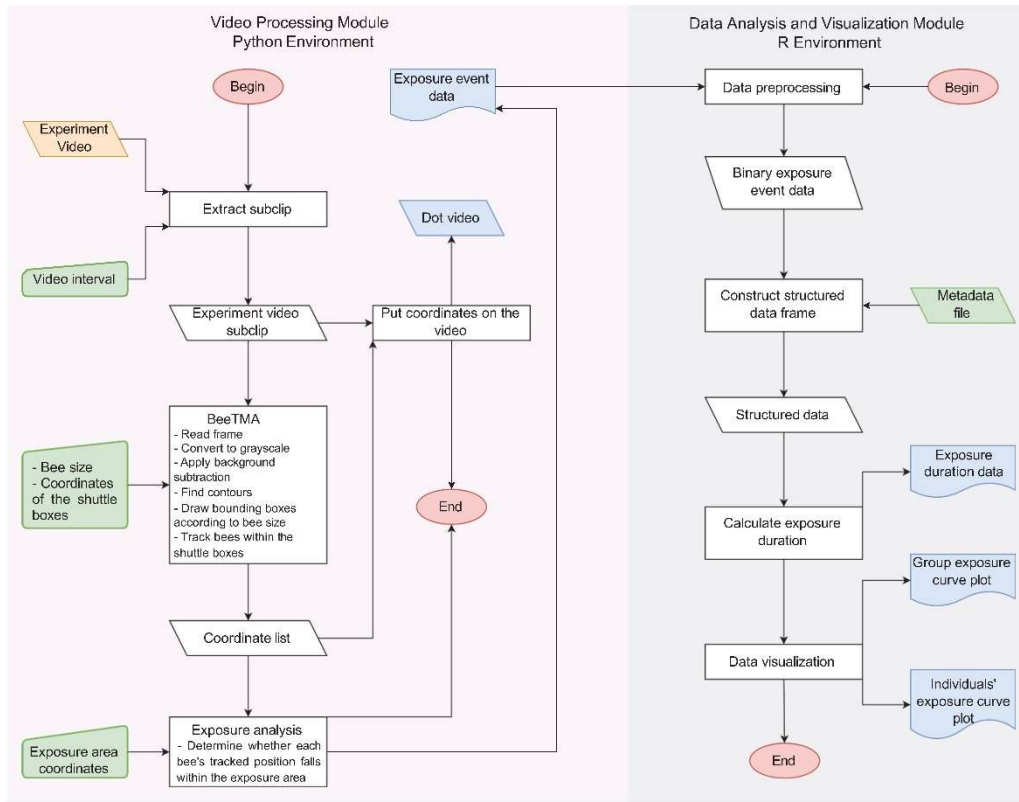 Video Processing Module
Python Environment
Begin
Experiment
Video
Extract subclip
Video interval
Experiment video
subclip
Put coordinates on the
video
Dot video
Exposure event
data
BeeTMA
- Read frame
- Convert to grayscale
- Apply background
subtraction
- Find contours
- Draw bounding boxes
according to bee size
- Track bees within the
shuttle boxes
- Bee size
- Coordinates
of the shuttle
boxes
End
Coordinate list
Exposure analysis
- Determine whether each
bee's tracked position falls
within the exposure area
Exposure area
coordinates
Data Analysis and Visualization Module
R Environment
Data preprocessing
Begin
Binary exposure
event data
Construct structured
data frame
Metadata
file
Structured data
Exposure
duration data
Calculate exposure
duration
Group exposure
curve plot
Data visualization
Individuals'
exposure curve
plot
End